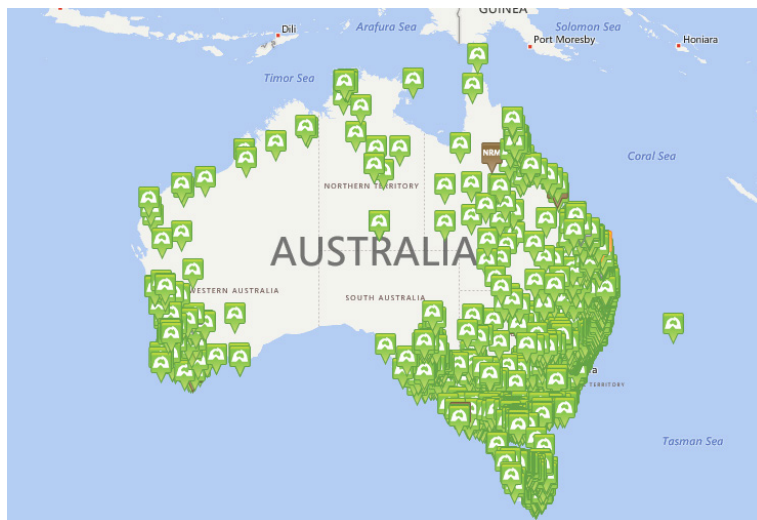 GUINEA
Dili
Arafura Sea
Solomon Sea
Port Moresby
Honiara
Timor Sea
NRM
Coral Sea
NORTHERN TERRITORY
AUSTRALIA
WESTERN AUSTRALIA
SOUTH AUSTRALIA
TERRITORY
Tasman Sea